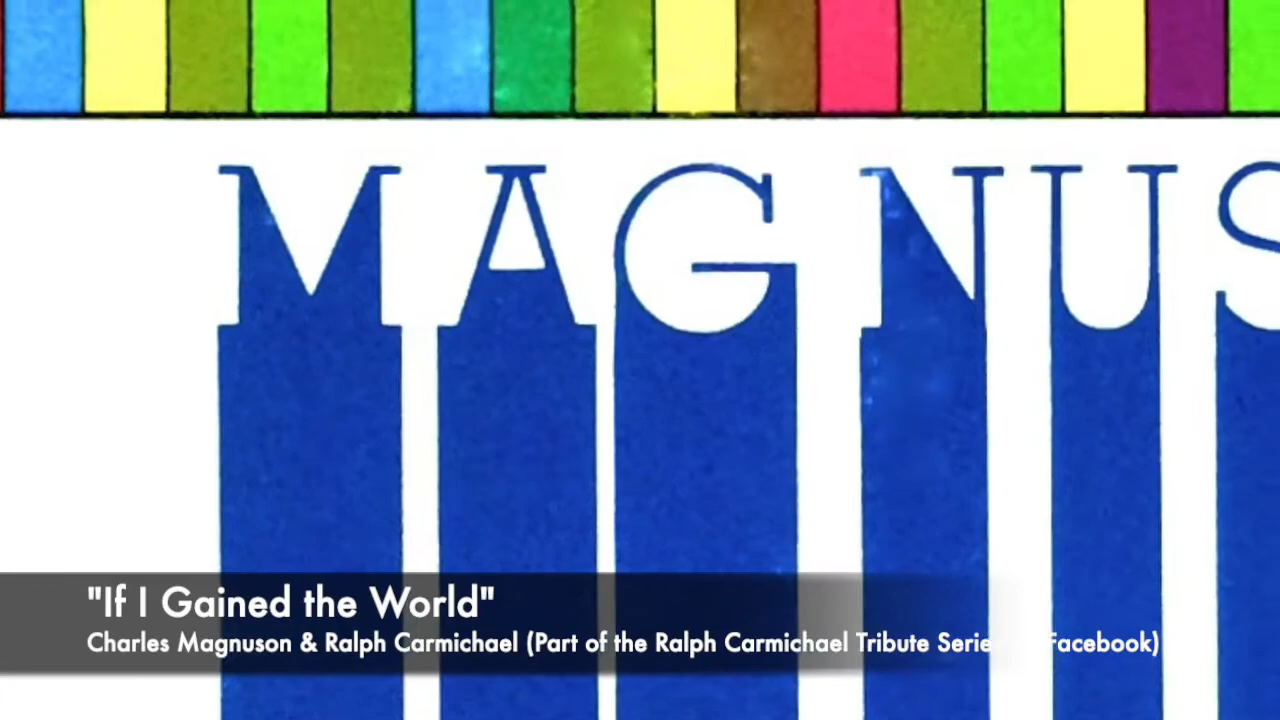 MAGNUS
"If I Gained the World"
Charles Magnuson & Ralph Carmichael (Part of the Ralph Carmichael Tribute Serie Facebook)